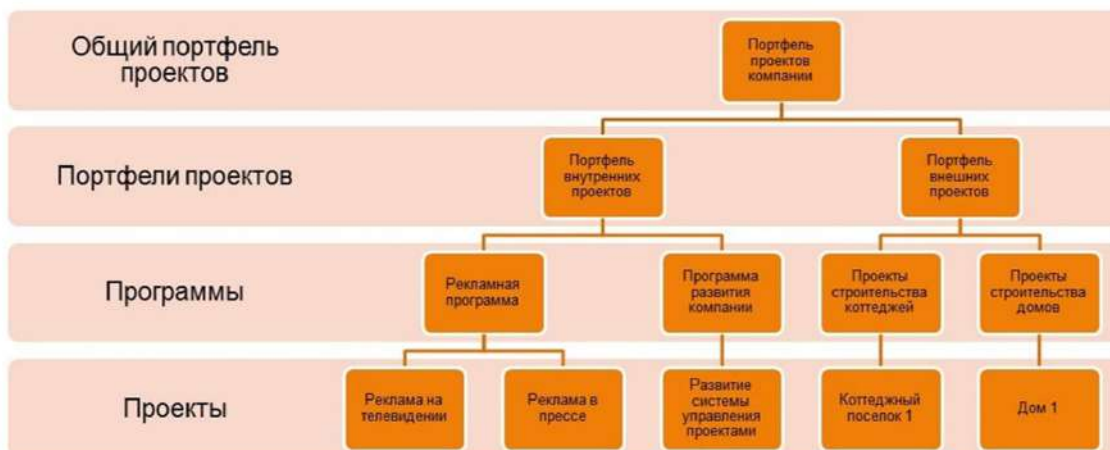 Общий портфель
проектов
Портфель
проектов
компании
Портфели проектов
Портфель
внутренних
проектов
Портфель
внешних
проектов
Программы
Рекламная
программа
Программа
развития
компании
Проекты
строительства
коттеджей
Проекты
строительства
домов
Проекты
Реклама на
телевидении
Реклама в
прессе
Развитие
системы
управления
проектами
Коттеджный
поселок 1
Дом 1